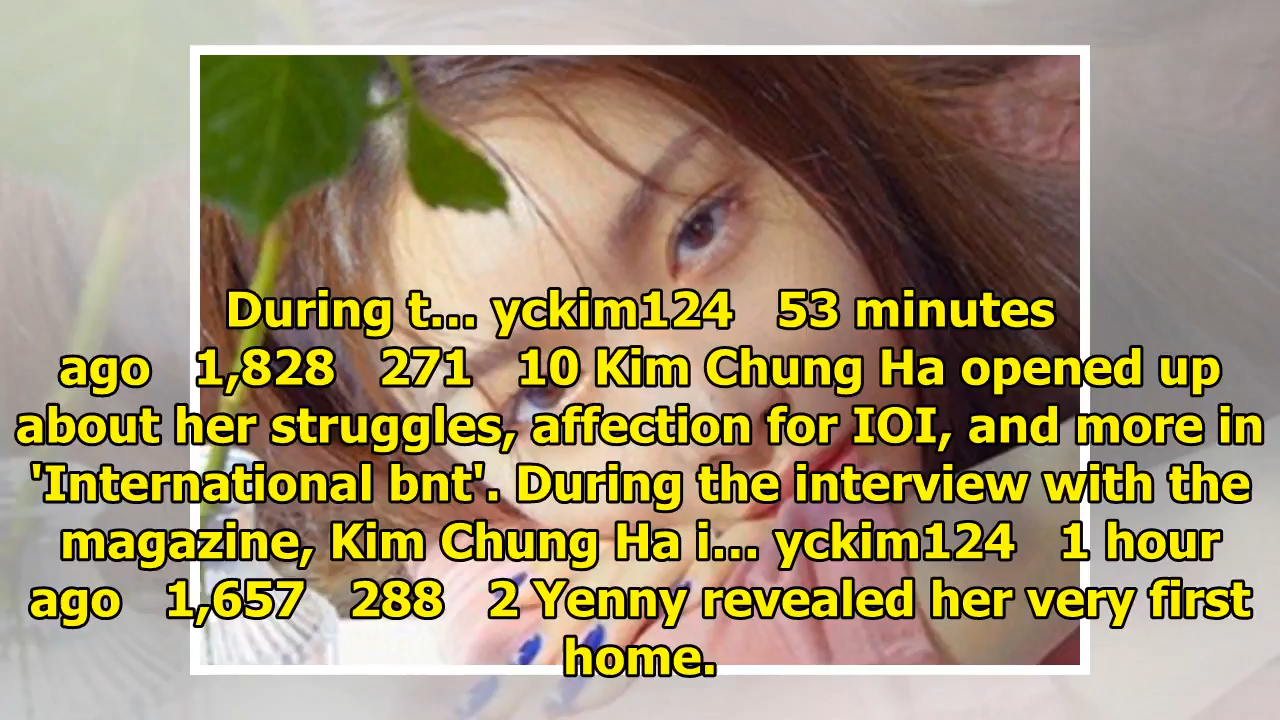 During t... yckim124 53 minutes
ago 1,828 271 10 Kim Chung Ha opened up
about her struggles, affection for IOI, and more in
'International bnt'. During the interview with the
magazine, Kim Chung Ha i... yckim124 1 hour
ago 1,657 288 2 Yenny revealed her very first
home.